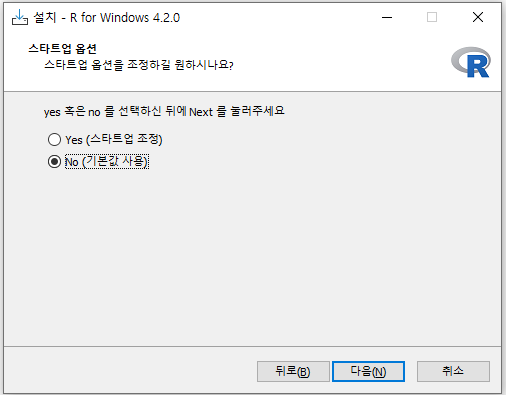 설치 - R for Windows 4.2.0
스타트업 옵션
스타트업 옵션을 조정하길 원하시나요?
R
yes 혹은 no 를 선택하신 뒤에 Next 를 눌러주세요
Yes (스타트업 조정)
No (기본값 사용)
뒤로(B)
다음(N)
취소